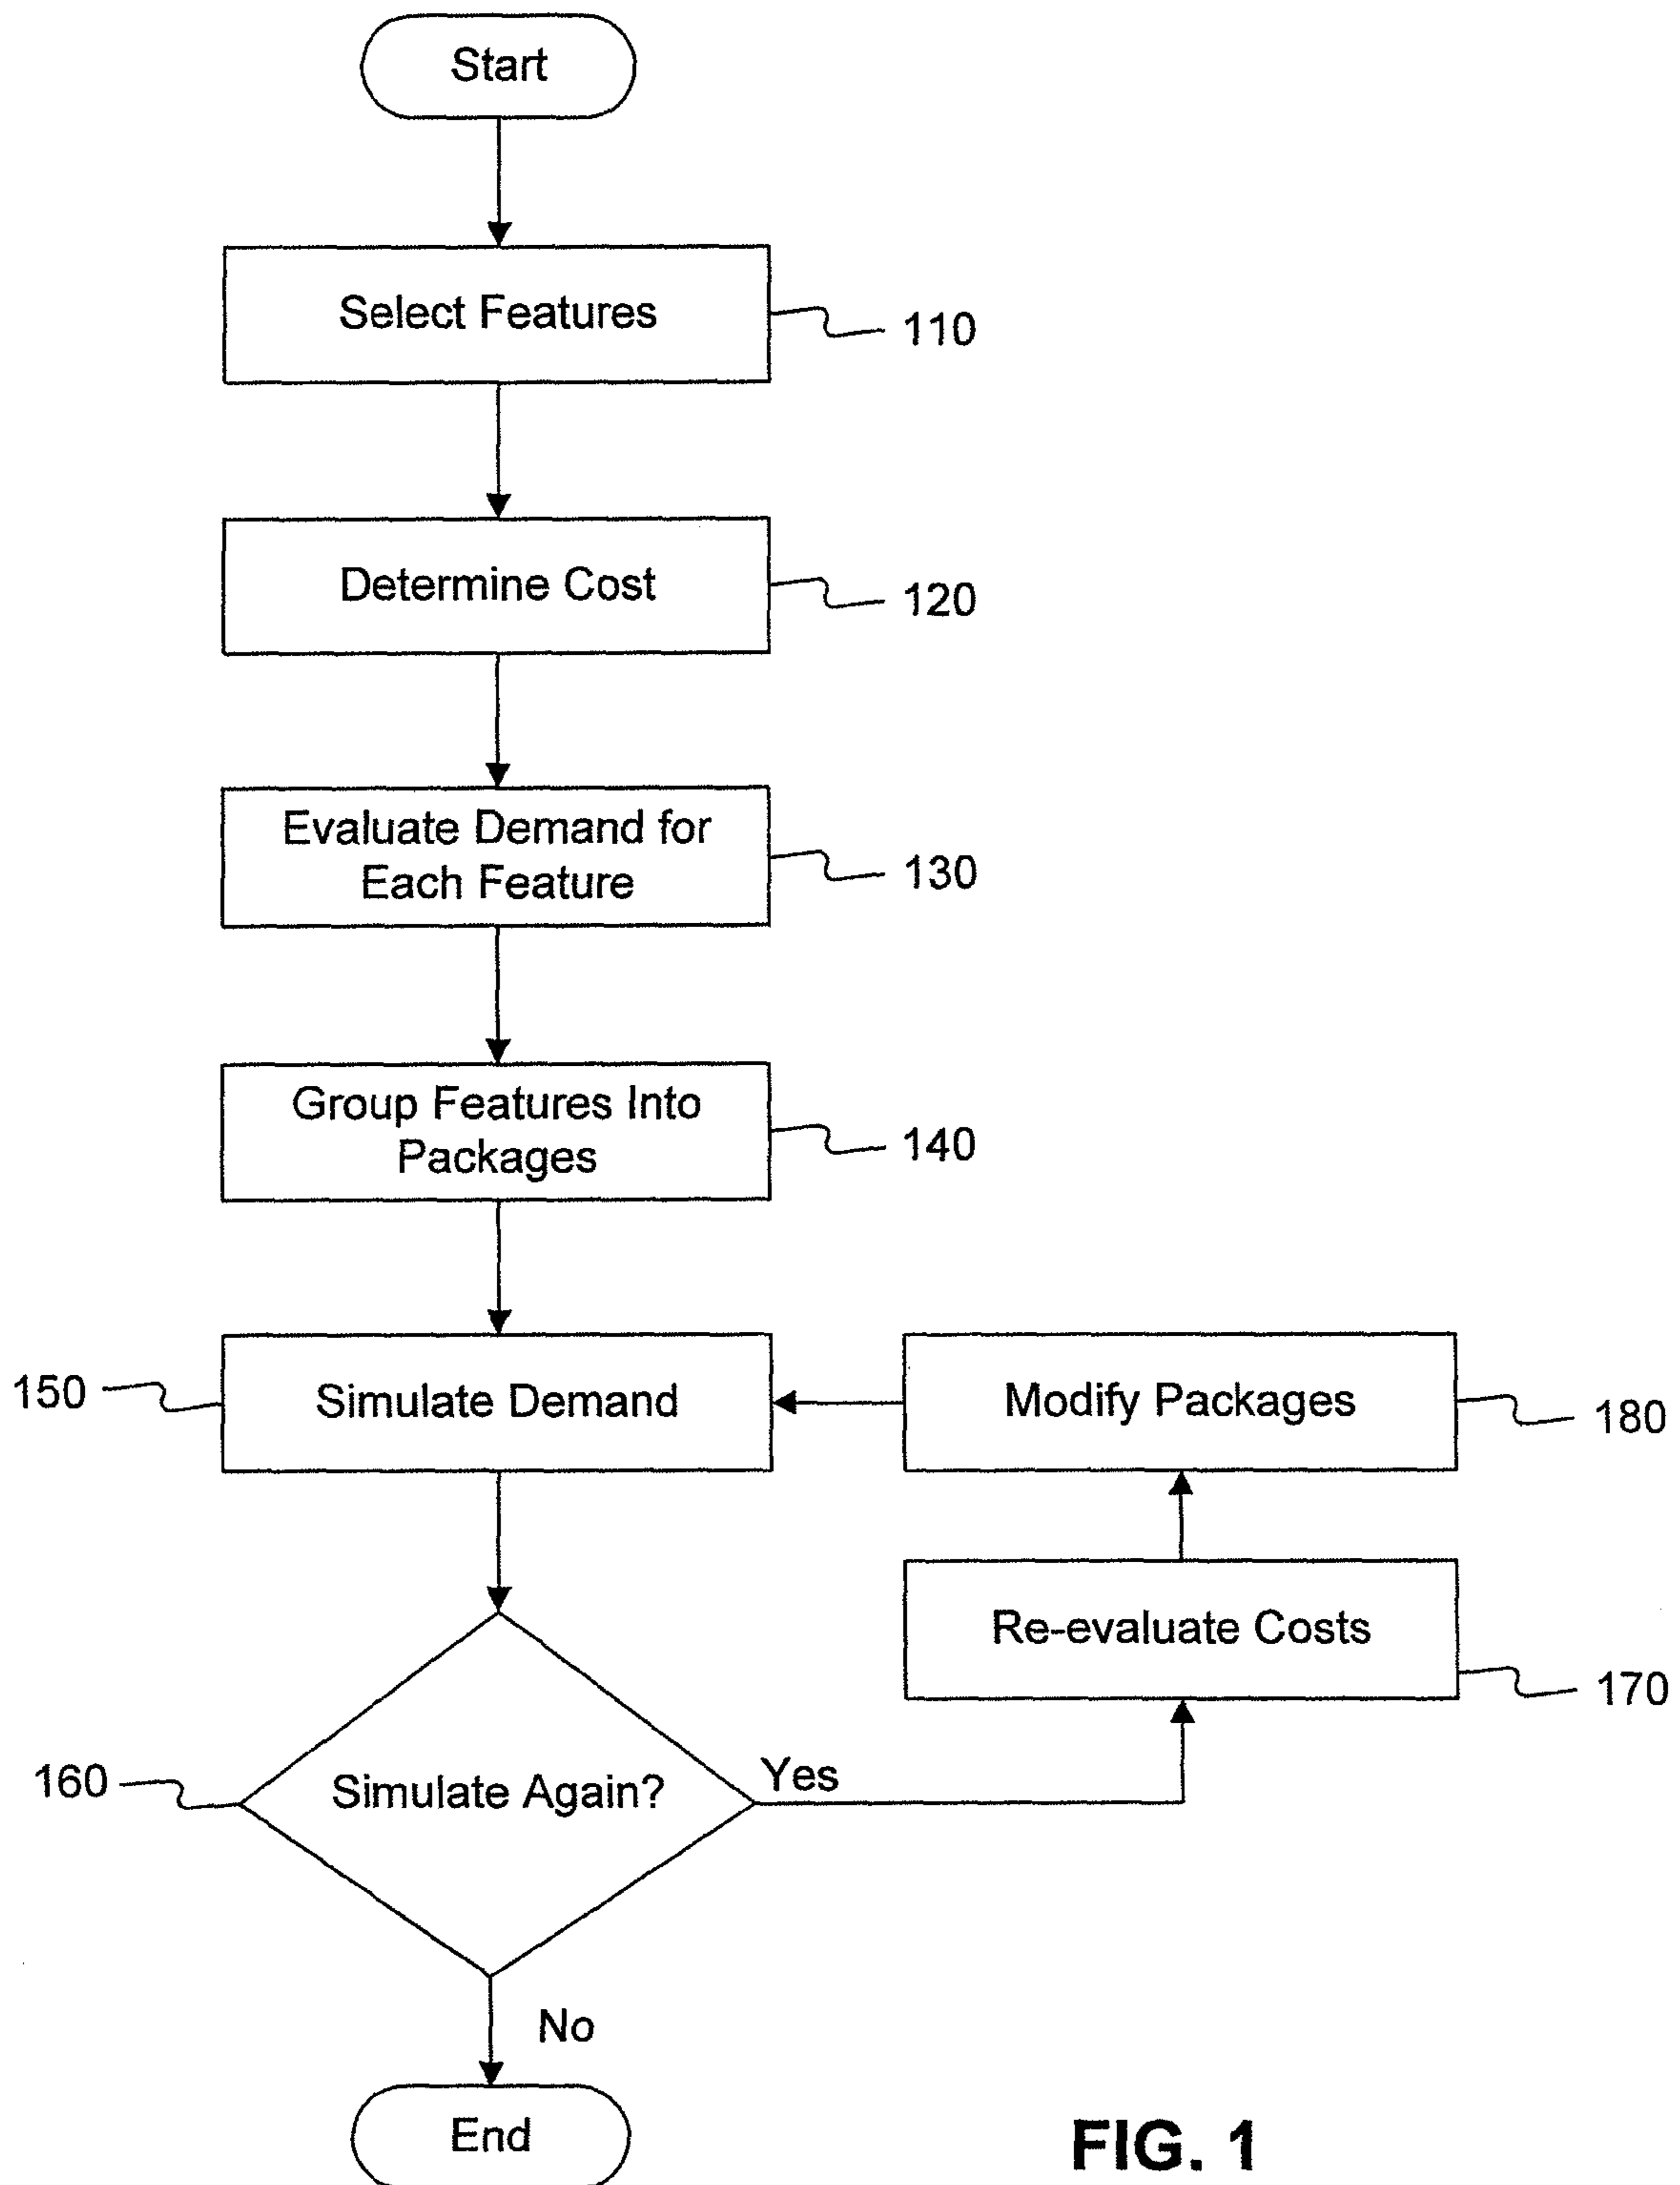 Start
Select Features
110
Determine Cost
120
Evaluate Demand for
Each Feature
130
Group Features Into
Packages
140
150
Simulate Demand
Modify Packages
180
Re-evaluate Costs
170
160
Simulate Again?
Yes
No
End
FIG. 1